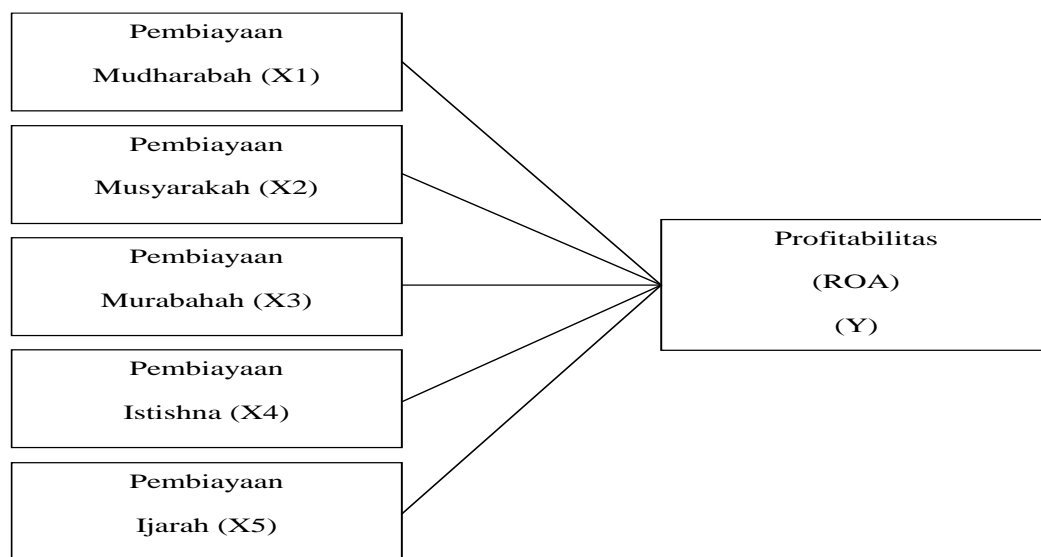 Pembiayaan
Mudharabah (X1)
Pembiayaan
Musyarakah (X2)
Pembiayaan
Murabahah (X3)
Pembiayaan
Istishna (X4)
Pembiayaan
Ijarah (X5)
Profitabilitas
(ROA)
(Y)